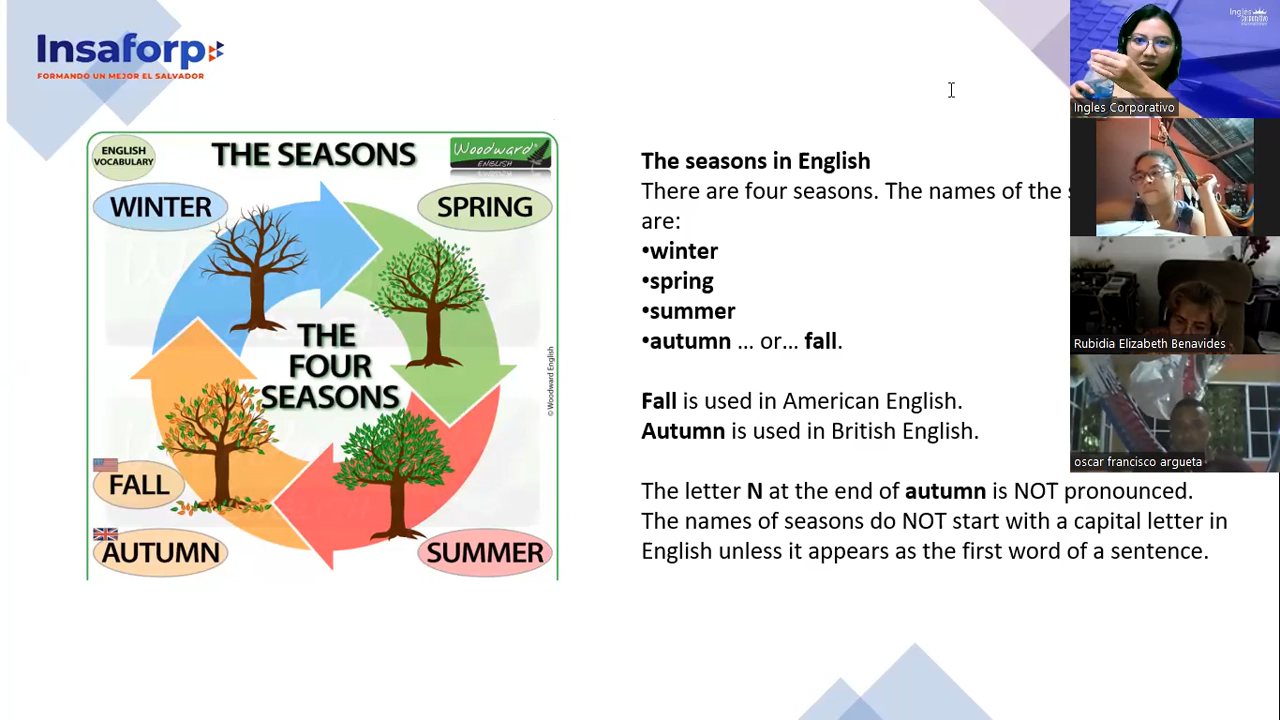 Insaforp
FORMANDO UN MEJOR EL SALVADOR
ENGLISH
VOCABULARY
THE SEASONS
Woodward®
ENGLISH
WINTER
SPRING
THE
FOUR
SEASONS
FALL
AUTUMN
SUMMER
© Woodward English
The seasons in English
There are four seasons. The names of the
are:
•winter
•spring
•summer
•autumn … or… fall.
Fall is used in American English.
Autumn is used in British English.
The letter N at the end of autumn is NOT pronounced.
The names of seasons do NOT start with a capital letter in
English unless it appears as the first word of a sentence.
Ingles
Ingles Corporativo
Rubidia Elizabeth Benavides
oscar francisco argueta